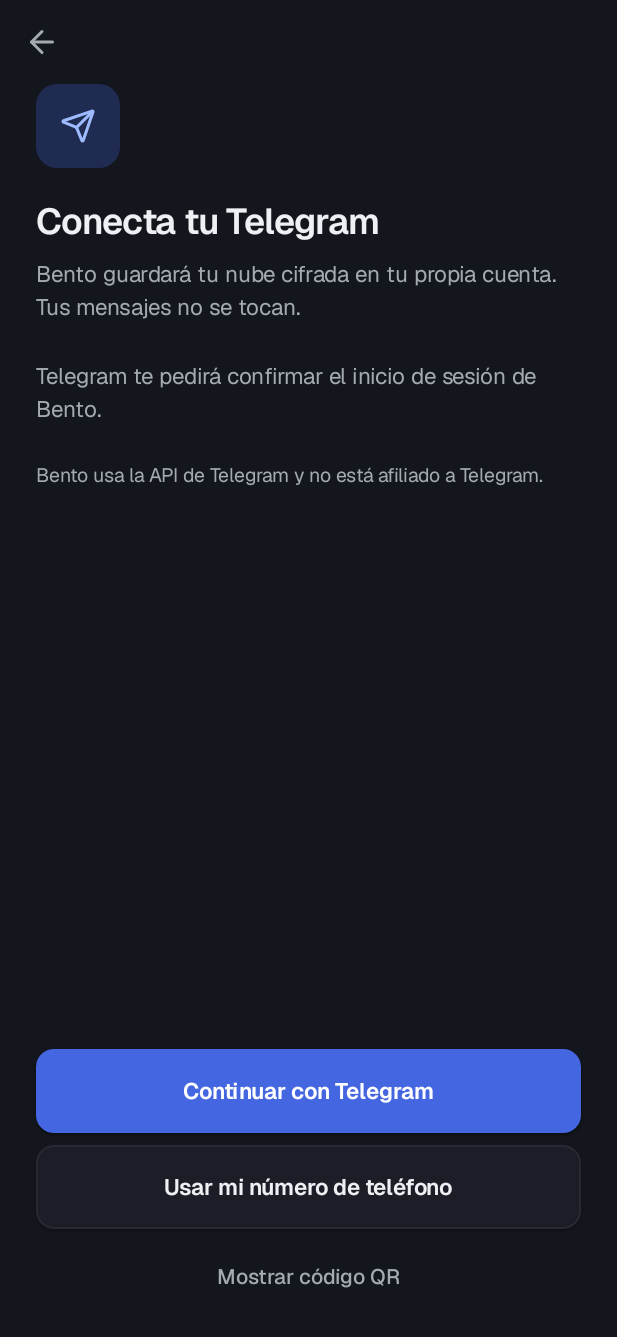 Conecta tu Telegram
Bento guardará tu nube cifrada en tu propia cuenta.
Tus mensajes no se tocan.
Telegram te pedirá confirmar el inicio de sesión de
Bento.
Bento usa la API de Telegram y no está afiliado a Telegram.
Continuar con Telegram
Usar mi número de teléfono
Mostrar código QR